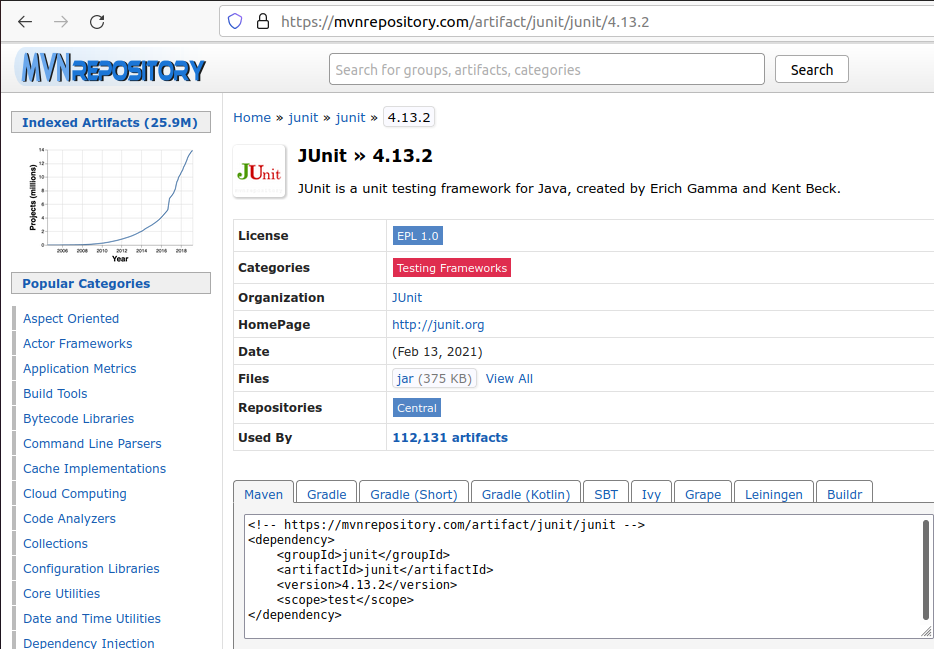 https://mvnrepository.com/artifact/junit/junit/4.13.2
MVNREPOSITORY
Search for groups, artifacts, categories
Search
Indexed Artifacts (25.9M)
Projects (millions)
14
12
10
8
6
4
2
0
2006 2008 2010 2012 2014 2016 2018
Year
Popular Categories
Aspect Oriented
Actor Frameworks
Application Metrics
Build Tools
Bytecode Libraries
Command Line Parsers
Cache Implementations
Cloud Computing
Code Analyzers
Collections
Configuration Libraries
Core Utilities
Date and Time Utilities
Dependency Injection
Home » junit » junit » 4.13.2
JUnit
JUnit » 4.13.2
JUnit is a unit testing framework for Java, created by Erich Gamma and Kent Beck.
License EPL 1.0
Categories Testing Frameworks
Organization JUnit
HomePage http://junit.org
Date (Feb 13, 2021)
Files jar (375 KB) View All
Repositories Central
Used By 112,131 artifacts
Maven Gradle Gradle (Short) Gradle (Kotlin) SBT Ivy Grape Leiningen Buildr
<!-- https://mvnrepository.com/artifact/junit/junit -->
<dependency>
    <groupId>junit</groupId>
    <artifactId>junit</artifactId>
    <version>4.13.2</version>
    <scope>test</scope>
</dependency>